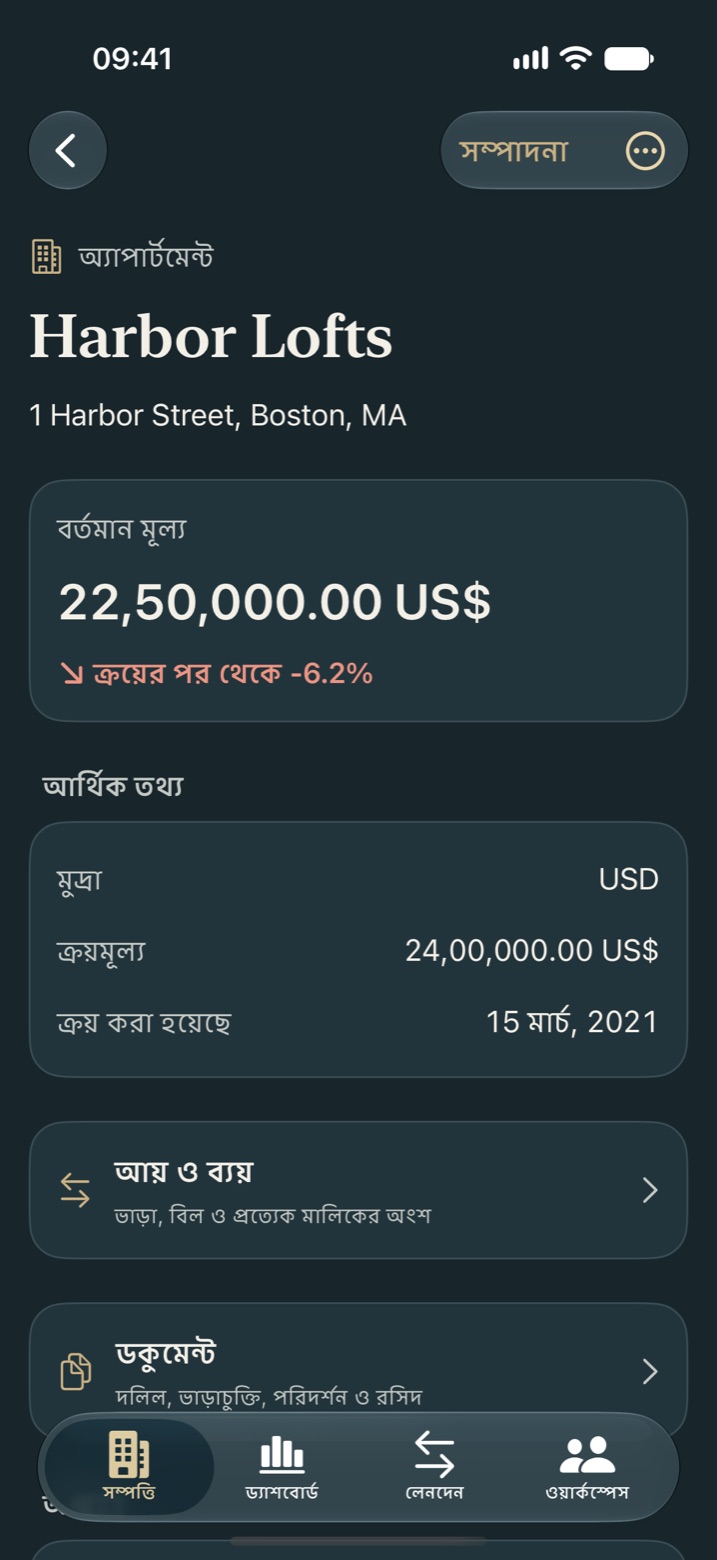 09:41
সম্পাদনা
অ্যাপার্টমেন্ট
Harbor Lofts
1 Harbor Street, Boston, MA
বর্তমান মূল্য
22,50,000.00 US$
ক্রয়ের পর থেকে -6.2%
আর্থিক তথ্য
মুদ্রা USD
ক্রয়মূল্য 24,00,000.00 US$
ক্রয় করা হয়েছে 15 মার্চ, 2021
আয় ও ব্যয়
ভাড়া, বিল ও প্রত্যেক মালিকের অংশ
ডকুমেন্ট
দলিল, ভাড়াচুক্তি, পরিদর্শন ও রসিদ
সম্পত্তি ড্যাশবোর্ড লেনদেন ওয়ার্কস্পেস